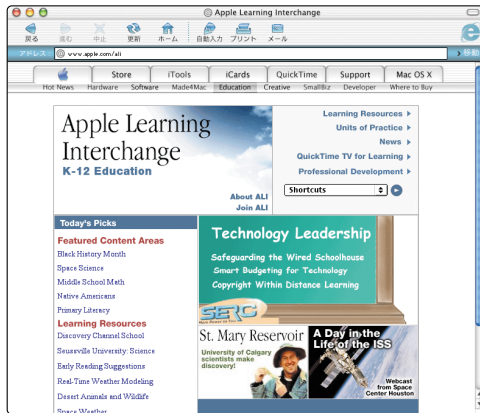 Apple Learning Interchange
戻る 進む 中止 更新 ホーム 自動入力 プリント メール
アドレス www.apple.com/ali 移動
Store iTools iCards QuickTime Support Mac OS X
Hot News Hardware Software Made4Mac Education Creative SmallBiz Developer Where to Buy
Apple Learning
Interchange
K-12 Education
About ALI
Join ALI
Learning Resources
Units of Practice
News
QuickTime TV for Learning
Professional Development
Shortcuts
Today's Picks
Featured Content Areas
Black History Month
Space Science
Middle School Math
Native Americans
Primary Literacy
Learning Resources
Discovery Channel School
Seussville University: Science
Early Reading Suggestions
Real-Time Weather Modeling
Desert Animals and Wildlife
Space Weather
Technology Leadership
Safeguarding the Wired Schoolhouse
Smart Budgeting for Technology
Copyright Within Distance Learning
SERC
St. Mary Reservoir
University of Calgary
scientists make
discovery!
A Day in the
Life of the ISS
Webcast
from Space
Center Houston